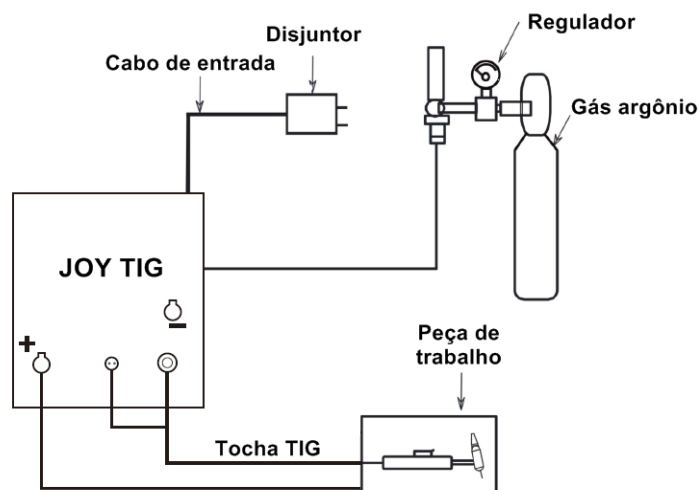 Disjuntor
Regulador
Cabo de entrada
Gás argônio
JOY TIG
+
−
Peça de
trabalho
Tocha TIG